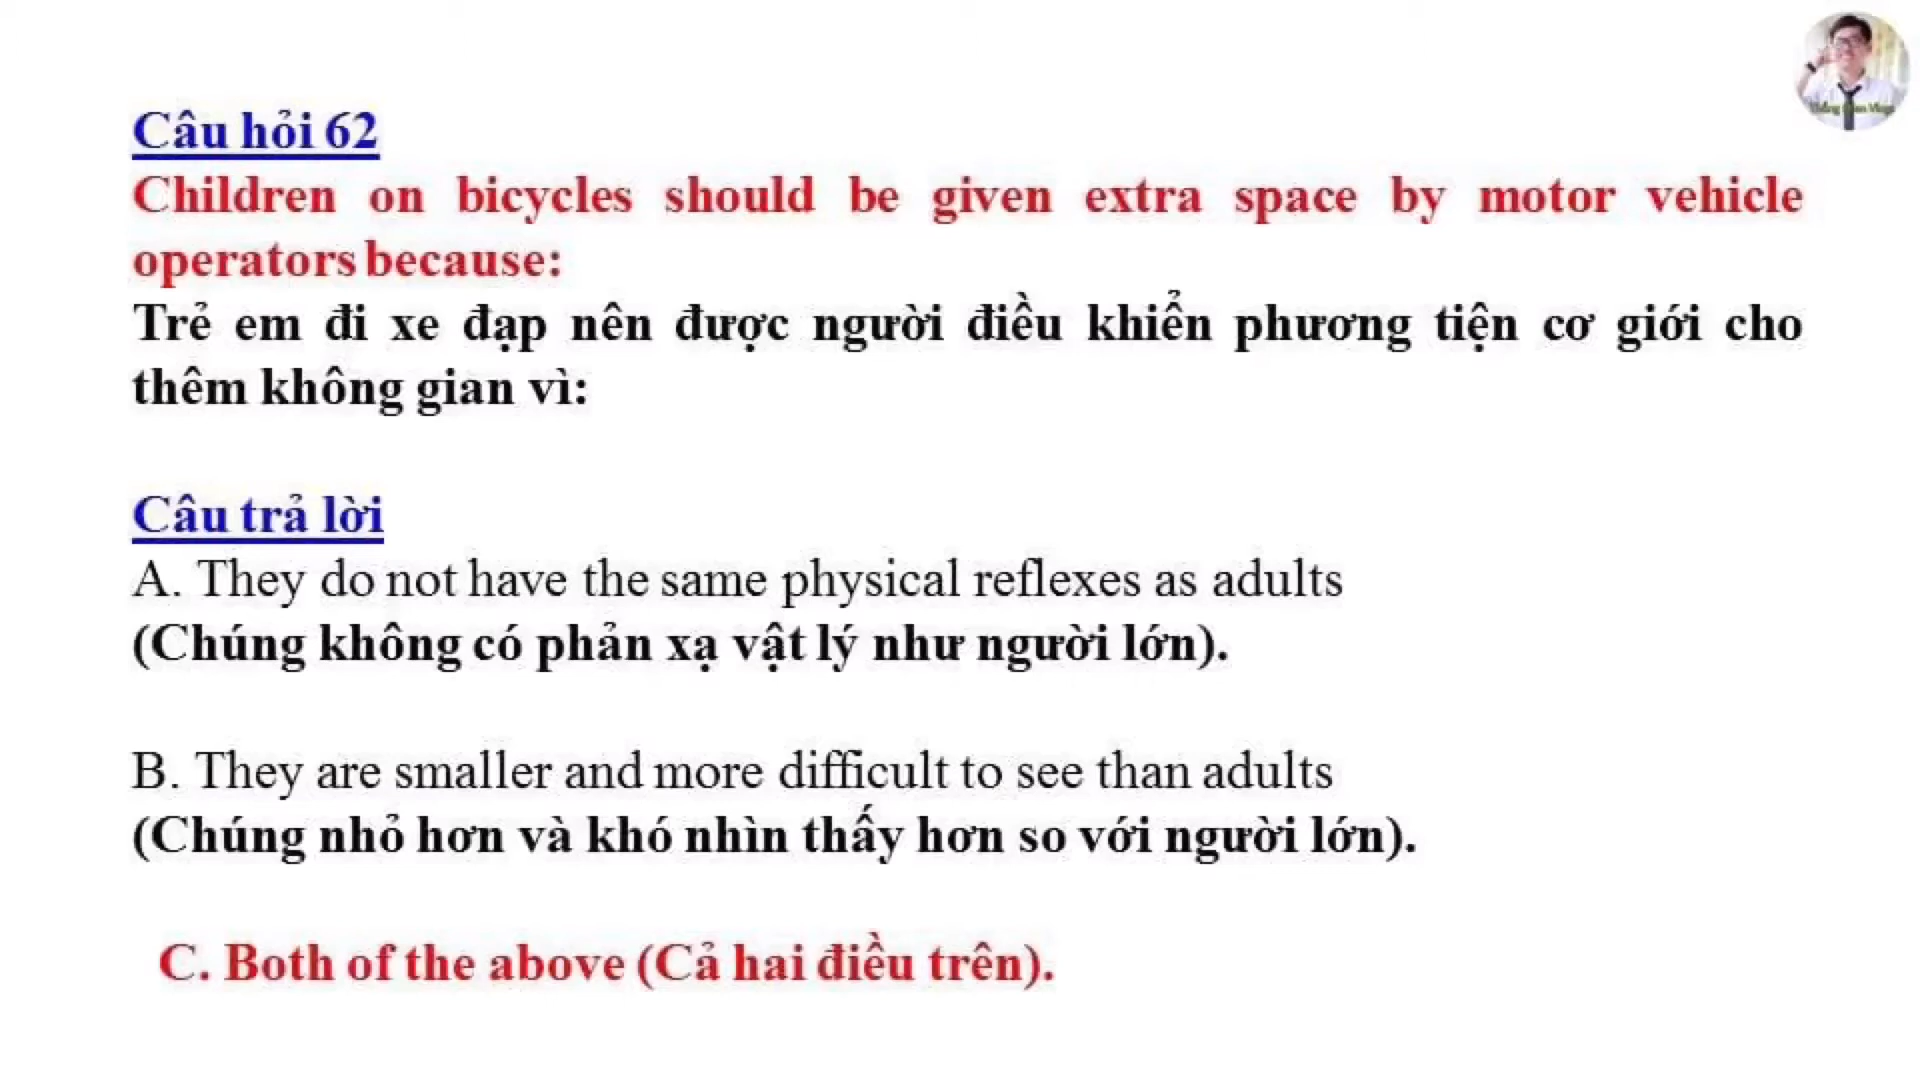 Câu hỏi 62
Children on bicycles should be given extra space by motor vehicle
operators because:
Trẻ em đi xe đạp nên được người điều khiển phương tiện cơ giới cho
thêm không gian vì:
Câu trả lời
A. They do not have the same physical reflexes as adults
(Chúng không có phản xạ vật lý như người lớn).
B. They are smaller and more difficult to see than adults
(Chúng nhỏ hơn và khó nhìn thấy hơn so với người lớn).
C. Both of the above (Cả hai điều trên).